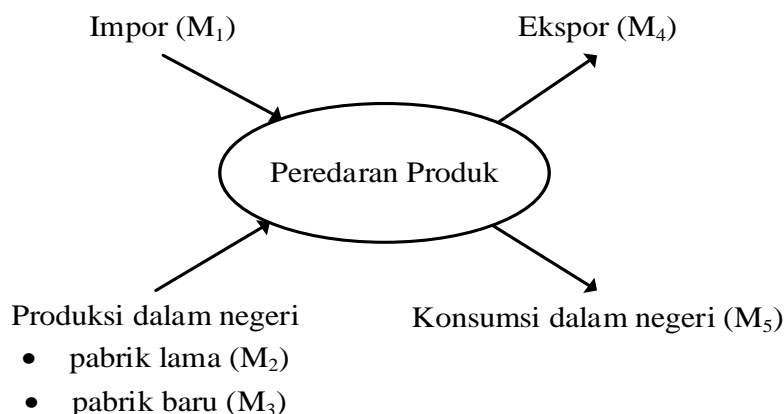 Impor (M₁)
Ekspor (M₄)
Peredaran Produk
Produksi dalam negeri
• pabrik lama (M₂)
• pabrik baru (M₃)
Konsumsi dalam negeri (M₅)